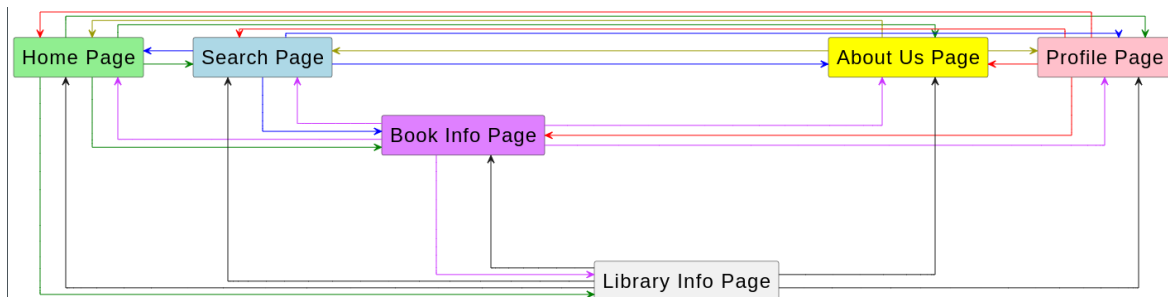 Home Page
Search Page
About Us Page
Profile Page
Book Info Page
Library Info Page